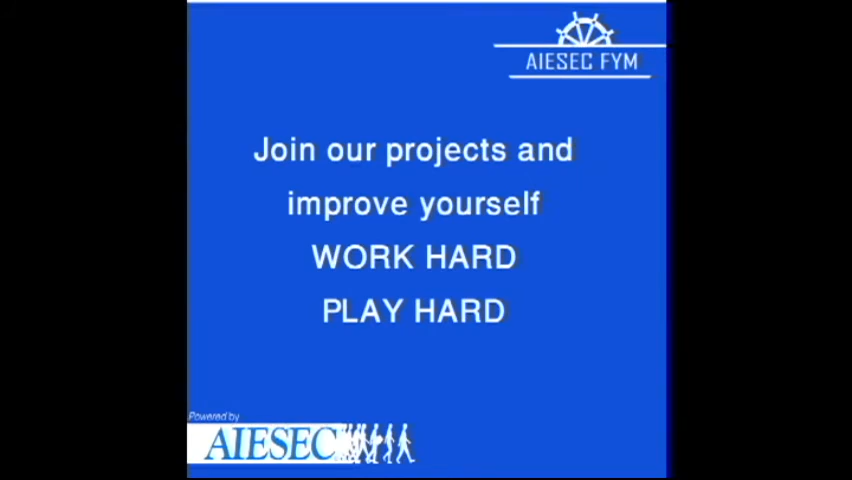 AIESEC FYM
Join our projects and
improve yourself
WORK HARD
PLAY HARD
Powered by
AIESEC